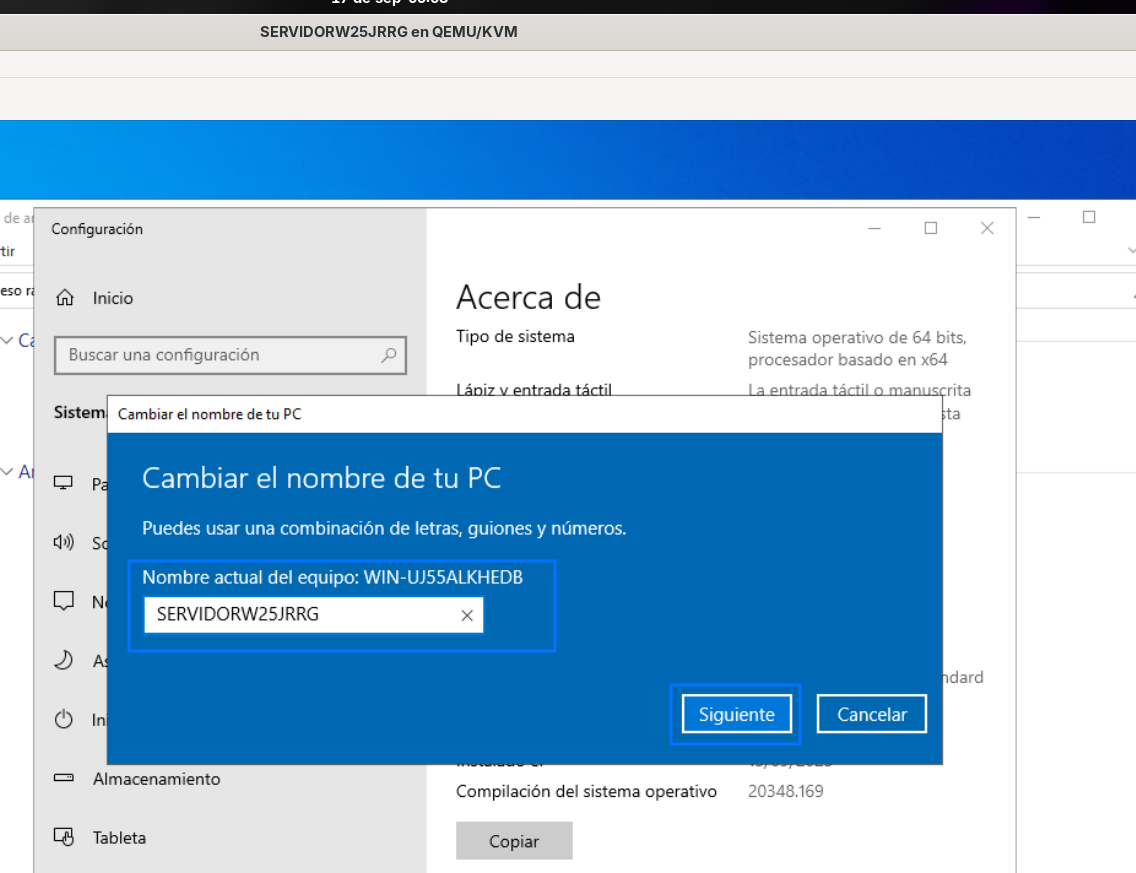 SERVIDORW25JRRG en QEMU/KVM
de
tir
Configuración
Inicio
Buscar una configuración
Acerca de
Tipo de sistema
Sistema operativo de 64 bits,
procesador basado en x64
Lápiz y entrada táctil
La entrada táctil o manuscrita
Cambiar el nombre de tu PC
Cambiar el nombre de tu PC
Puedes usar una combinación de letras, guiones y números.
Nombre actual del equipo: WIN-UJ55ALKHEDB
SERVIDORW25JRRG
Siguiente
Cancelar
Almacenamiento
Compilación del sistema operativo
20348.169
Tableta
Copiar